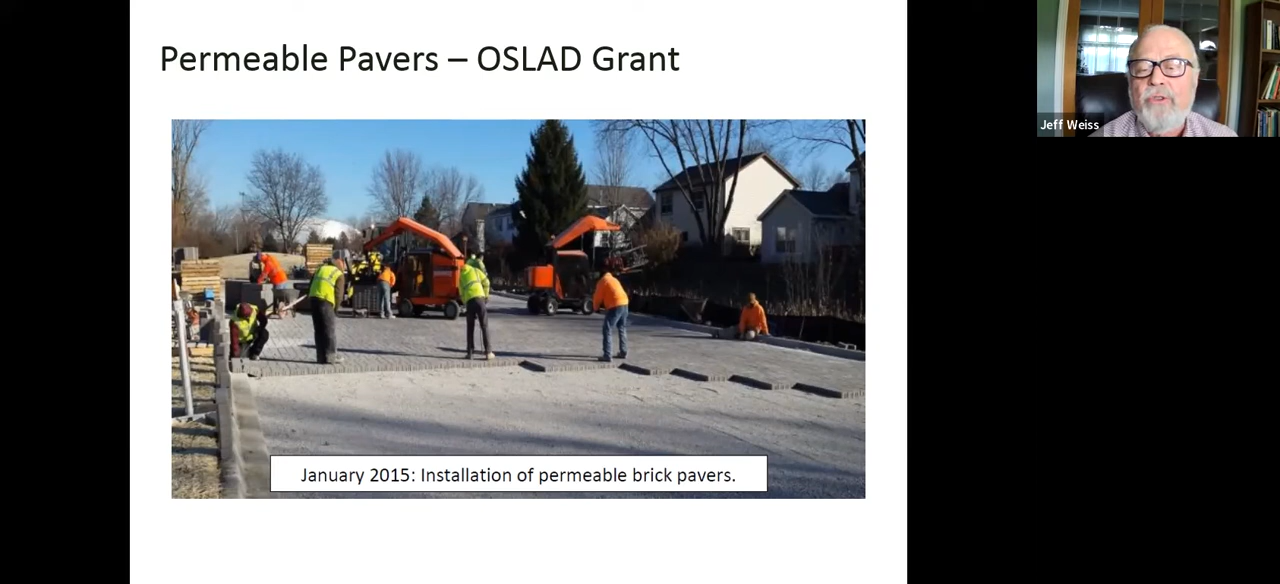 Permeable Pavers – OSLAD Grant
Jeff Weiss
January 2015: Installation of permeable brick pavers.